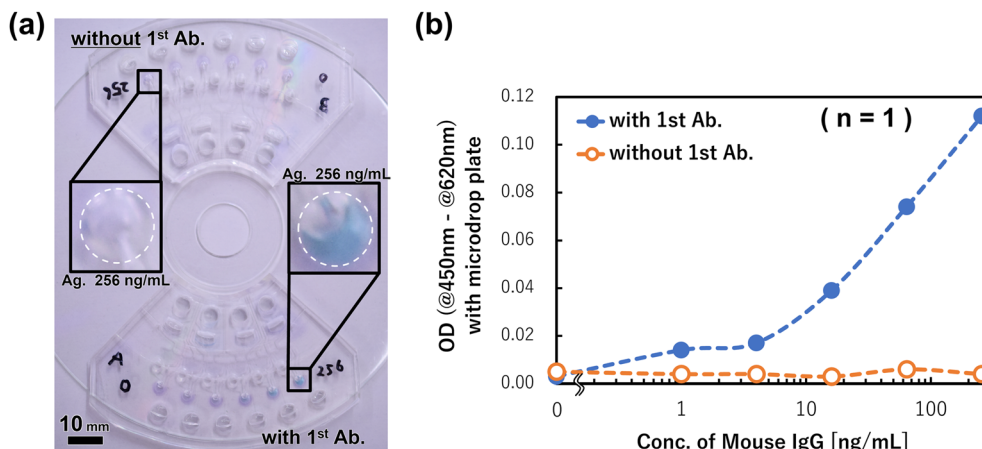 (a)
without 1st Ab.
256
0
B
Ag. 256 ng/mL
Ag. 256 ng/mL
A
0
256
10 mm
with 1st Ab.
(b)
OD (@450nm - @620nm)
with microdrop plate
0.12
0.10
0.08
0.06
0.04
0.02
0.00
with 1st Ab.
without 1st Ab.
( n = 1 )
0
1
10
100
Conc. of Mouse IgG [ng/mL]